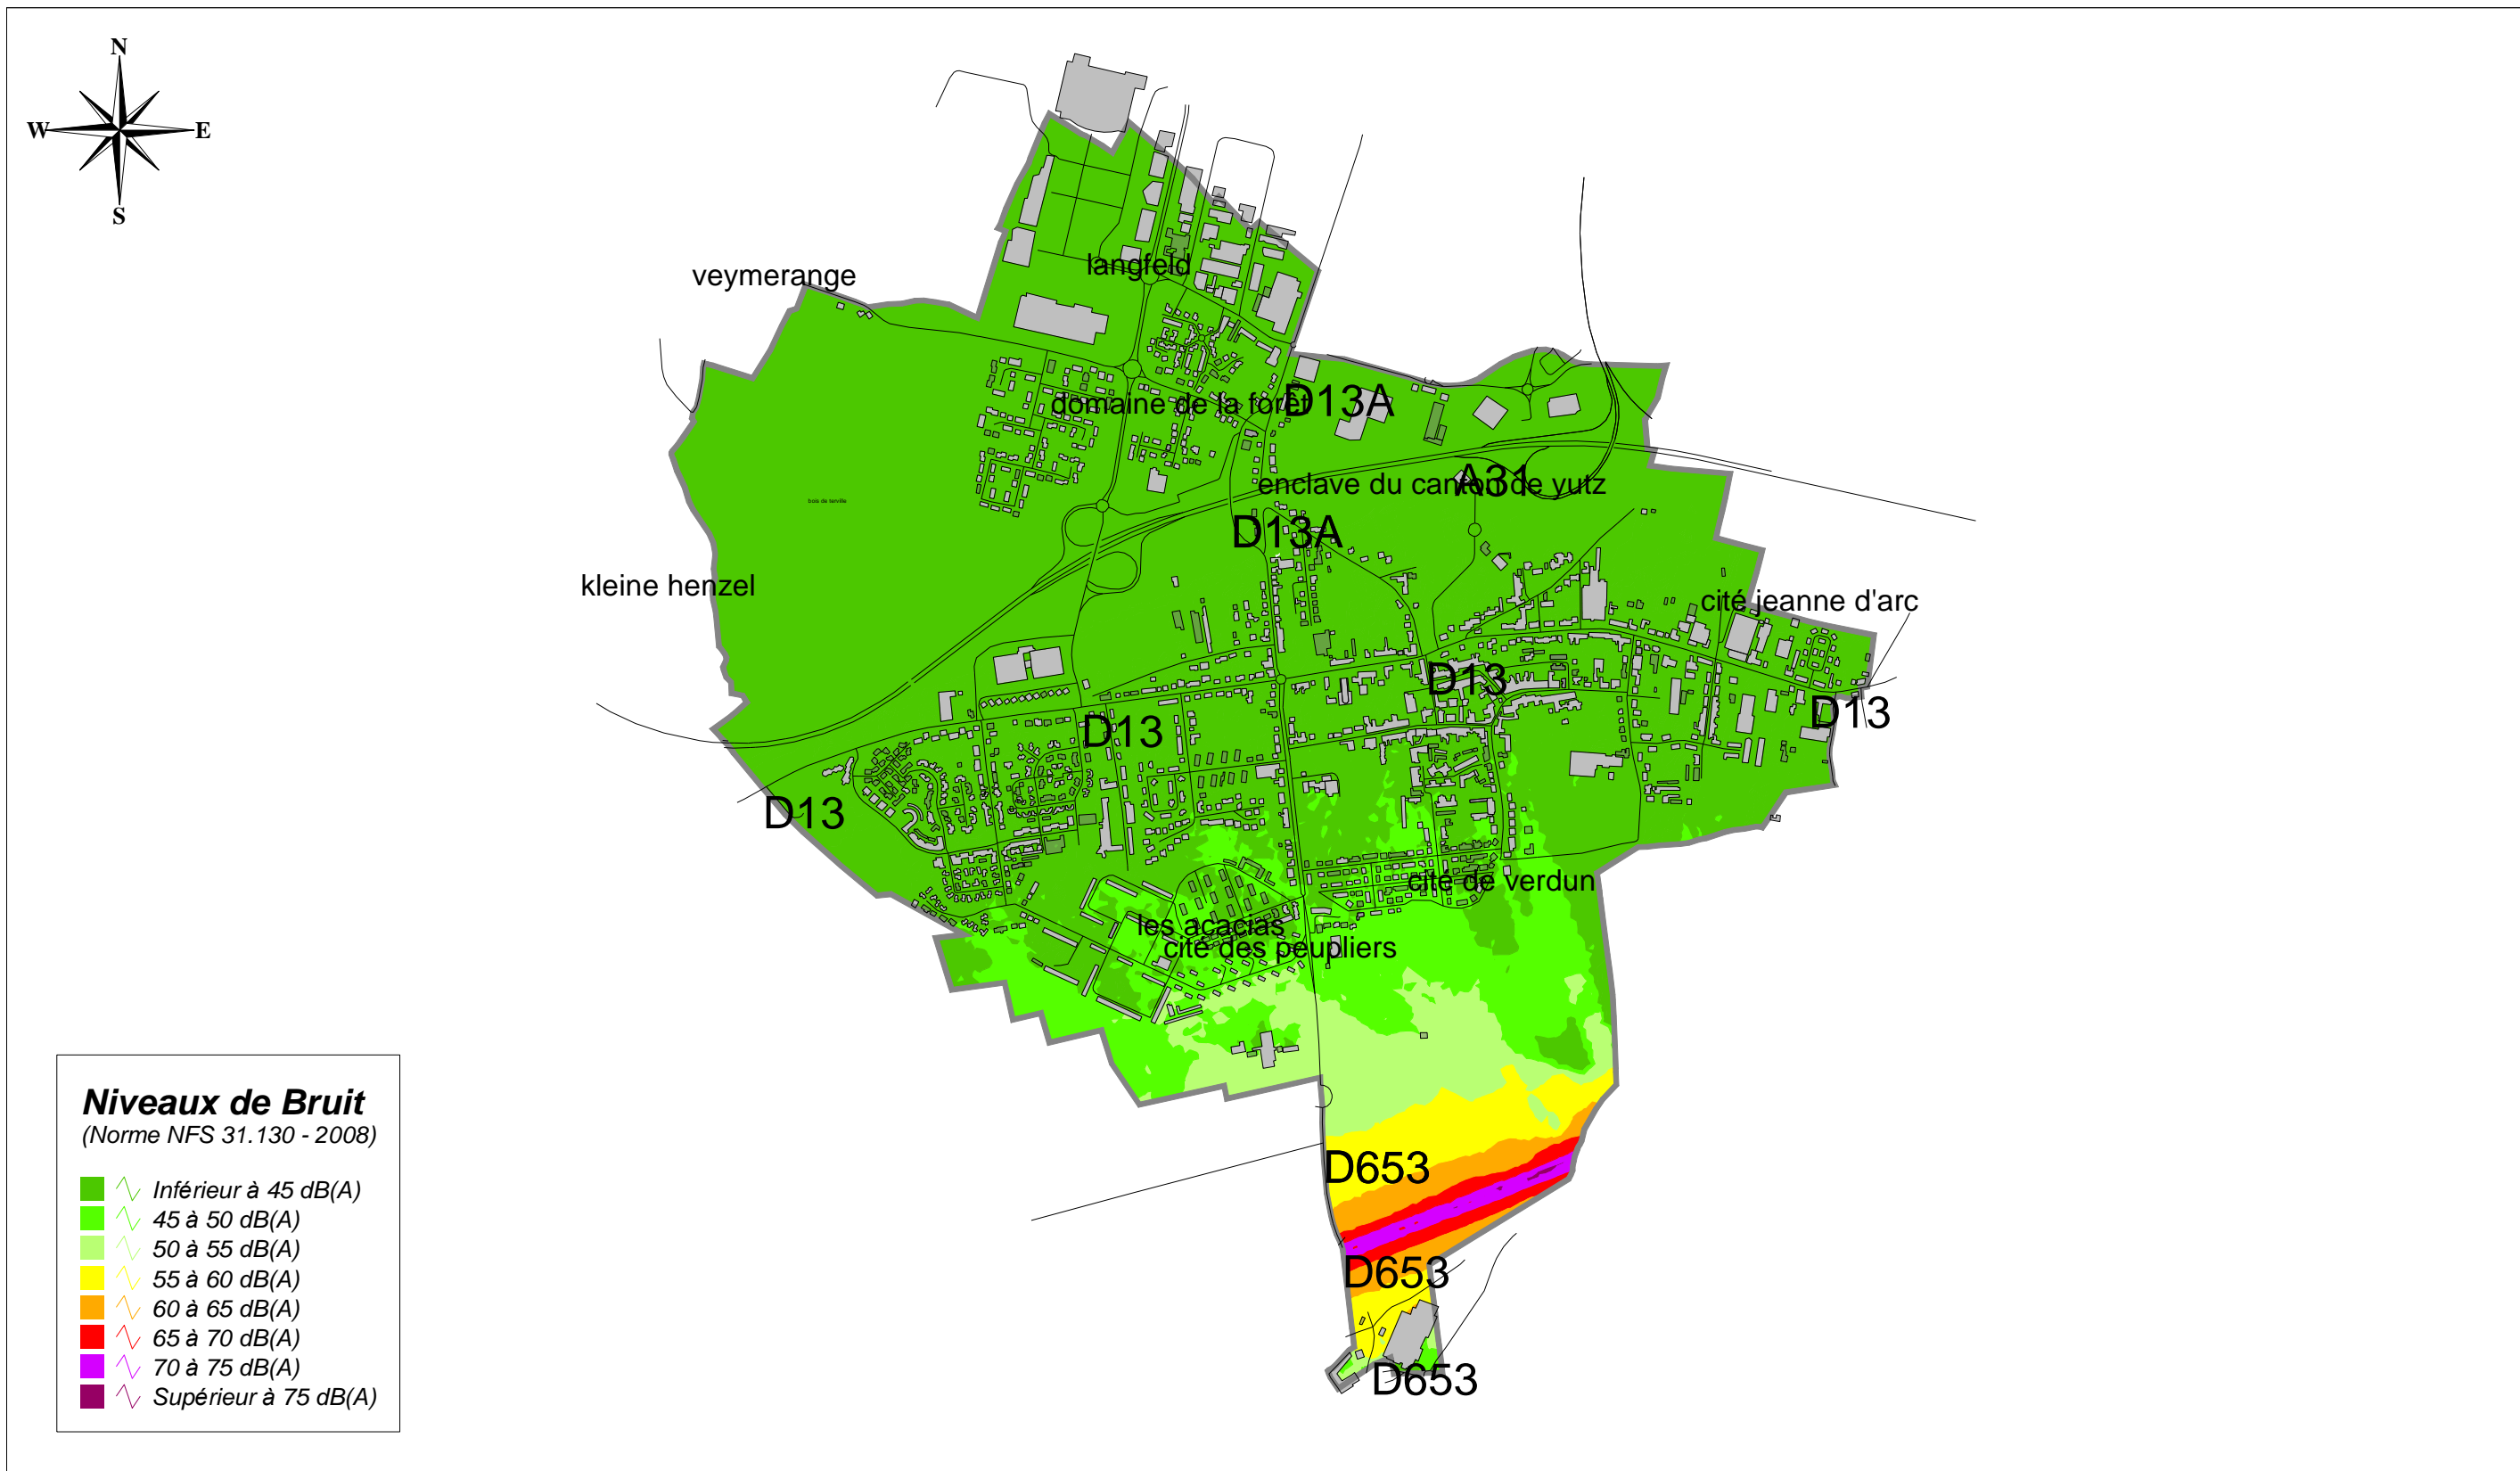 N
W
E
S
langfeld
veymerange
domaine de la forêt
D13A
A31
enclave du canton de yutz
bois de terville
D13A
kleine henzel
cité jeanne d'arc
D13
D13
D13
D13
cité de verdun
les acacias
cité des peupliers
D653
D653
D653
Niveaux de Bruit
(Norme NFS 31.130 - 2008)
Inférieur à 45 dB(A)
45 à 50 dB(A)
50 à 55 dB(A)
55 à 60 dB(A)
60 à 65 dB(A)
65 à 70 dB(A)
70 à 75 dB(A)
Supérieur à 75 dB(A)